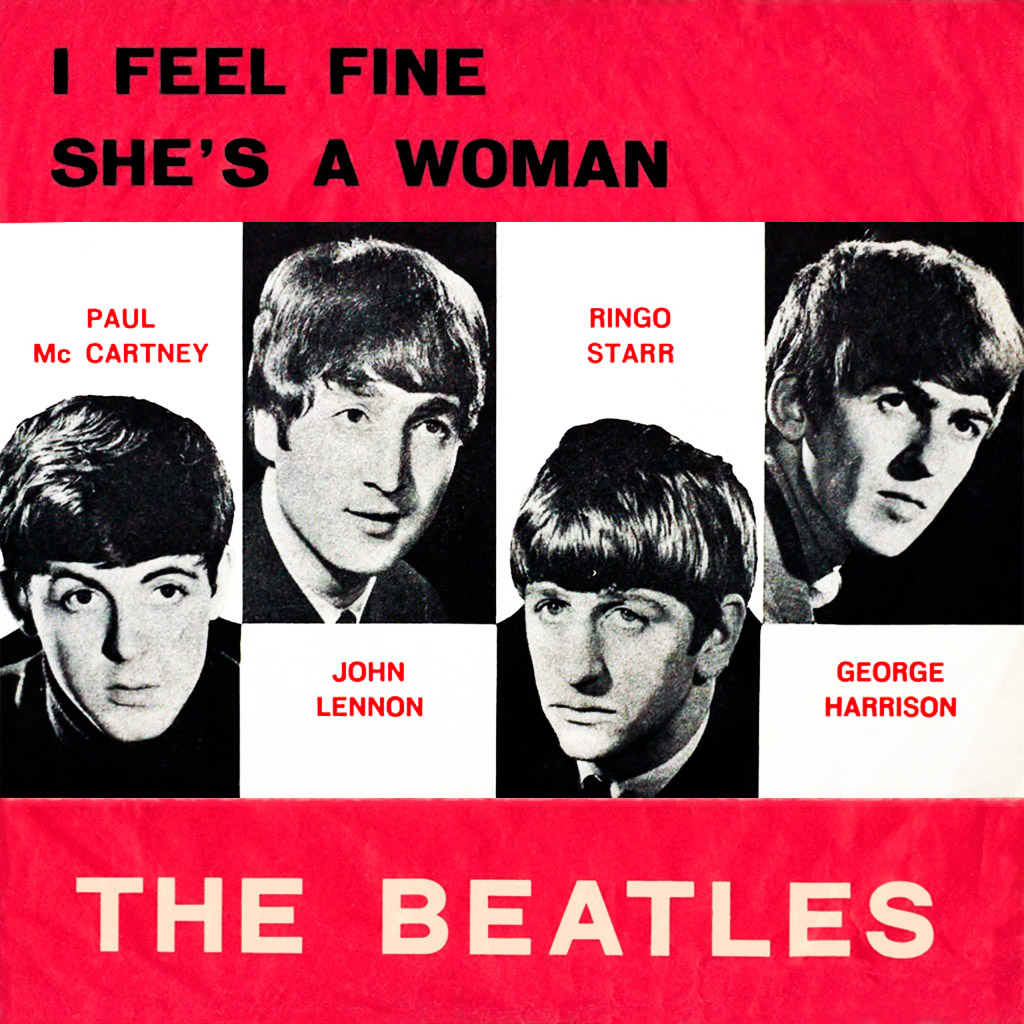 I FEEL FINE
SHE'S A WOMAN
PAUL
Mc CARTNEY
RINGO
STARR
JOHN
LENNON
GEORGE
HARRISON
THE BEATLES